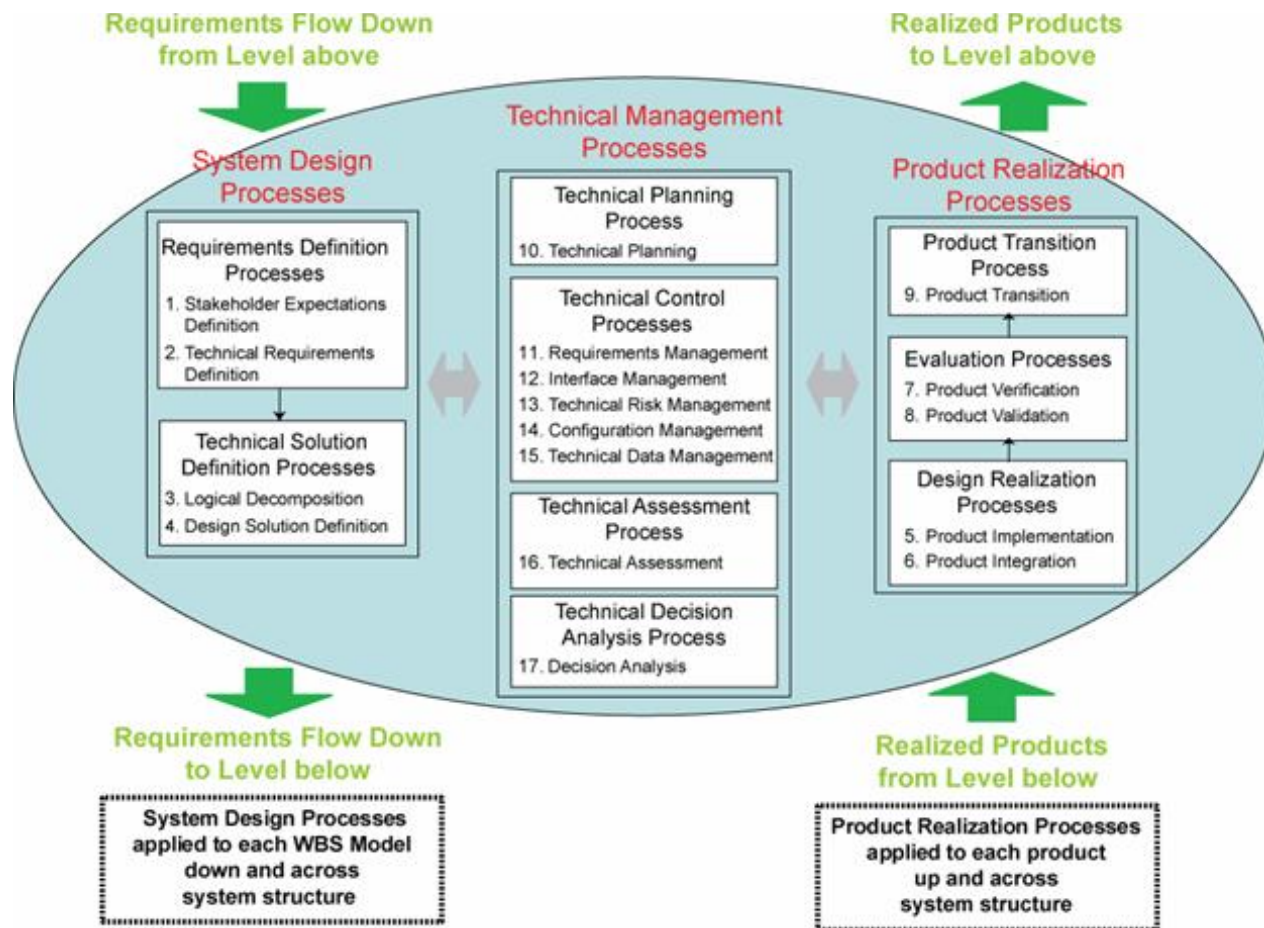 Requirements Flow Down
from Level above
Realized Products
to Level above
System Design
Processes
Requirements Definition
Processes
1. Stakeholder Expectations
Definition
2. Technical Requirements
Definition
Technical Solution
Definition Processes
3. Logical Decomposition
4. Design Solution Definition
Technical Management
Processes
Technical Planning
Process
10. Technical Planning
Technical Control
Processes
11. Requirements Management
12. Interface Management
13. Technical Risk Management
14. Configuration Management
15. Technical Data Management
Technical Assessment
Process
16. Technical Assessment
Technical Decision
Analysis Process
17. Decision Analysis
Product Realization
Processes
Product Transition
Process
9. Product Transition
Evaluation Processes
7. Product Verification
8. Product Validation
Design Realization
Processes
5. Product Implementation
6. Product Integration
Requirements Flow Down
to Level below
Realized Products
from Level below
System Design Processes
applied to each WBS Model
down and across
system structure
Product Realization Processes
applied to each product
up and across
system structure